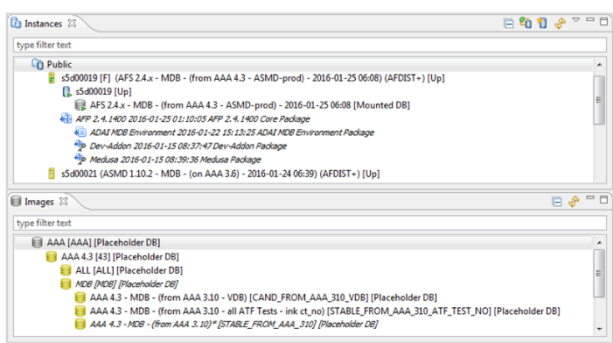 Instances
type filter text
Public
s5d00019 [F] (AFS 2.4.x - MDB - (from AAA 4.3 - ASMD-prod) - 2016-01-25 06:08) (AFDIST+) [Up]
s5d00019 [Up]
AFS 2.4.x - MDB - (from AAA 4.3 - ASMD-prod) - 2016-01-25 06:08 [Mounted DB]
AFP 2.4.1400 2016-01-25 01:10:05 AFP 2.4.1400 Core Package
ADAI MDB Environment 2016-01-22 15:13:25 ADAI MDB Environment Package
Dev-Addon 2016-01-15 08:37:47 Dev-Addon Package
Medusa 2016-01-15 08:39:36 Medusa Package
s5d00021 (ASMD 1.10.2 - MDB - (on AAA 3.6) - 2016-01-24 06:39) (AFDIST+) [Up]
Images
type filter text
AAA [AAA] [Placeholder DB]
AAA 4.3 [43] [Placeholder DB]
ALL [ALL] [Placeholder DB]
MDB [MDB] [Placeholder DB]
AAA 4.3 - MDB - (from AAA 3.10 - VDB) [CAND_FROM_AAA_310_VDB] [Placeholder DB]
AAA 4.3 - MDB - (from AAA 3.10 - all ATF Tests - ink ct_no) [STABLE_FROM_AAA_310_ATF_TEST_NO] [Placeholder DB]
AAA 4.3 - MDB - (from AAA 3.10)* [STABLE_FROM_AAA_310] [Placeholder DB]